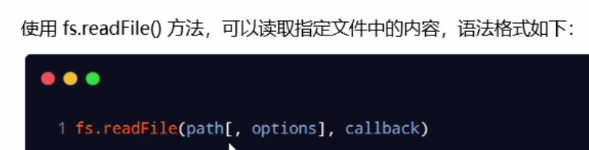 使用 fs.readFile() 方法，可以读取指定文件中的内容，语法格式如下：
1 fs.readFile(path[, options], callback)